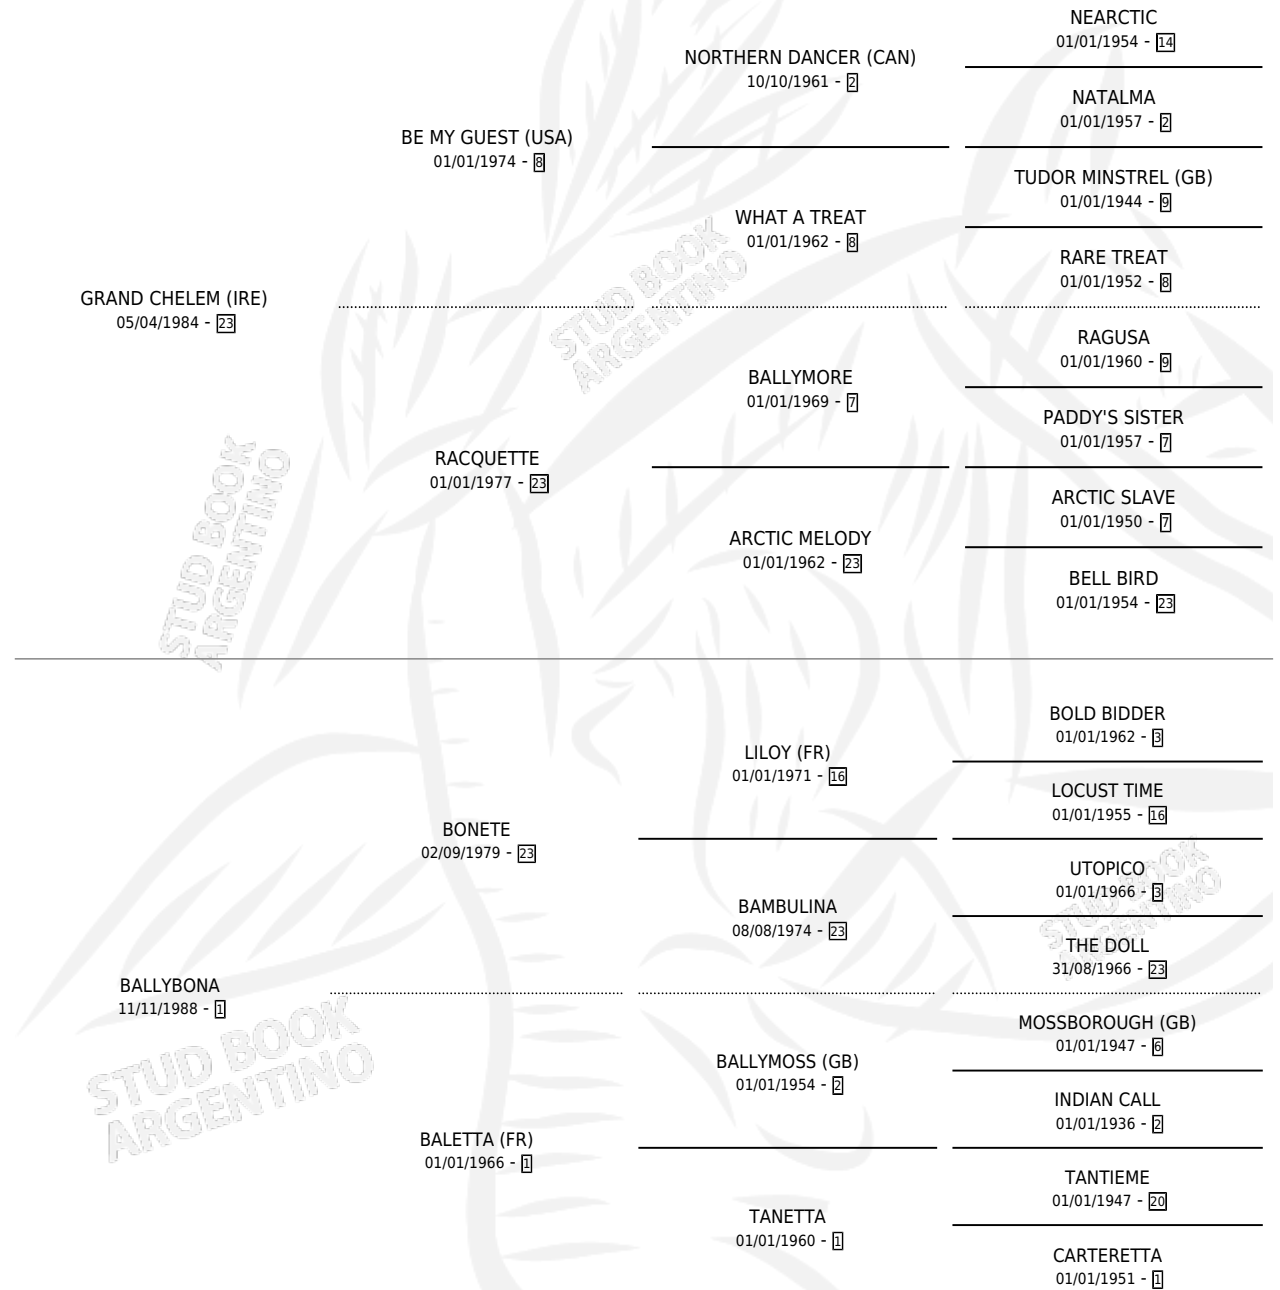 NEARCTIC
01/01/1954 - 14
NORTHERN DANCER (CAN)
10/10/1961 - 2
NATALMA
01/01/1957 - 2
BE MY GUEST (USA)
01/01/1974 - 8
TUDOR MINSTREL (GB)
01/01/1944 - 9
WHAT A TREAT
01/01/1962 - 8
RARE TREAT
01/01/1952 - 8
GRAND CHELEM (IRE)
05/04/1984 - 23
RAGUSA
01/01/1960 - 9
BALLYMORE
01/01/1969 - 7
PADDY'S SISTER
01/01/1957 - 7
RACQUETTE
01/01/1977 - 23
ARCTIC SLAVE
01/01/1950 - 7
ARCTIC MELODY
01/01/1962 - 23
BELL BIRD
01/01/1954 - 23
BOLD BIDDER
01/01/1962 - 3
LILOY (FR)
01/01/1971 - 16
LOCUST TIME
01/01/1955 - 16
BONETE
02/09/1979 - 23
UTOPICO
01/01/1966 - 3
BAMBULINA
08/08/1974 - 23
THE DOLL
31/08/1966 - 23
BALLYBONA
11/11/1988 - 1
MOSSBOROUGH (GB)
01/01/1947 - 6
BALLYMOSS (GB)
01/01/1954 - 2
INDIAN CALL
01/01/1936 - 2
BALETTA (FR)
01/01/1966 - 1
TANTIEME
01/01/1947 - 20
TANETTA
01/01/1960 - 1
CARTERETTA
01/01/1951 - 1
STUD BOOK
ARGENTINO
STUD BOOK
ARGENTINO
STUD BOOK
ARGENTINO
STUD BOOK
ARGENTINO